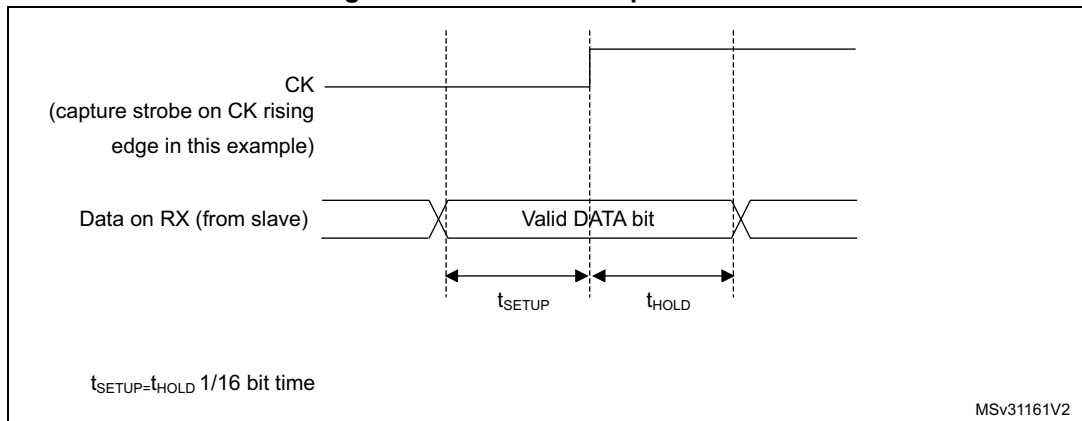 CK
(capture strobe on CK rising
edge in this example)
Data on RX (from slave)
Valid DATA bit
tSETUP
tHOLD
tSETUP=tHOLD 1/16 bit time
MSv31161V2